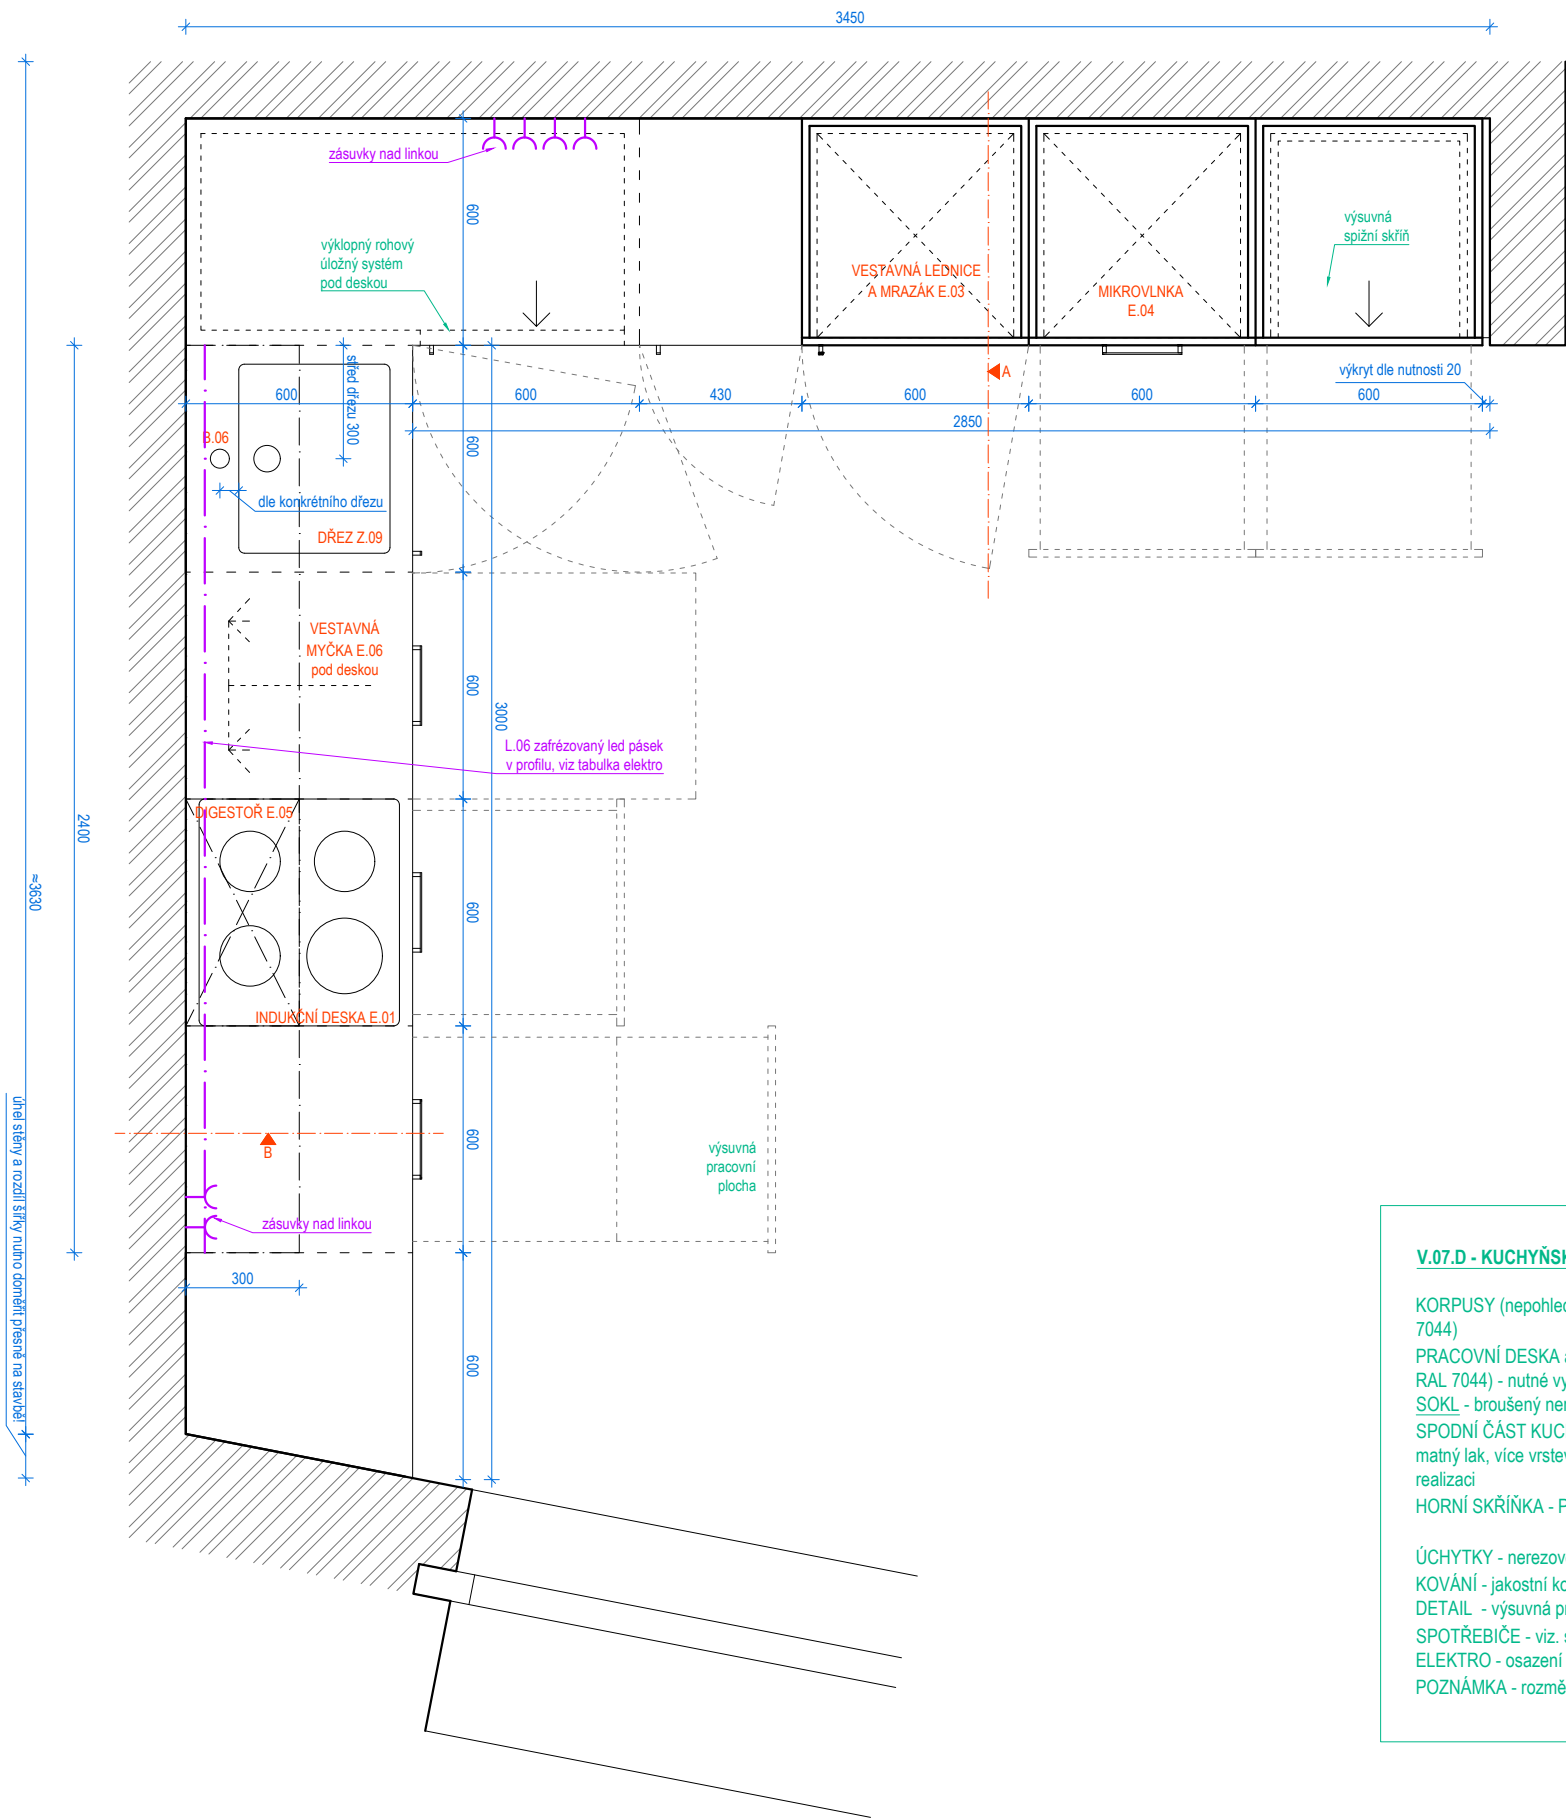 3450
zásuvky nad linkou
600
výklopný rohový
úložný systém
pod deskou
VESTAVNÁ LEDNICE
A MRAZÁK E.03
MIKROVLNKA
E.04
výsuvná
spižní skříň
A
výkryt dle nutnosti 20
600
600
430
600
600
600
2850
střed dřezu 300
600
dle konkrétního dřezu
DŘEZ Z.09
VESTAVNÁ
MYČKA E.06
pod deskou
600
3000
L.06 zafrézovaný led pásek
v profilu, viz tabulka elektro
DIGESTOŘ E.05
2400
≈3630
600
INDUKČNÍ DESKA E.01
B
600
výsuvná
pracovní
plocha
zásuvky nad linkou
300
600
úhel stěny a rozdíl šířky nutno doměřit přesně na stavbě!
V.07.D - KUCHYŇSK
KORPUSY (nepohled
7044)
PRACOVNÍ DESKA a
RAL 7044) - nutné vy
SOKL - broušený ner
SPODNÍ ČÁST KUC
matný lak, více vrstev
realizaci
HORNÍ SKŘÍŇKA - P
ÚCHYTKY - nerezov
KOVÁNÍ - jakostní ko
DETAIL - výsuvná pr
SPOTŘEBIČE - viz. s
ELEKTRO - osazení
POZNÁMKA - rozmě